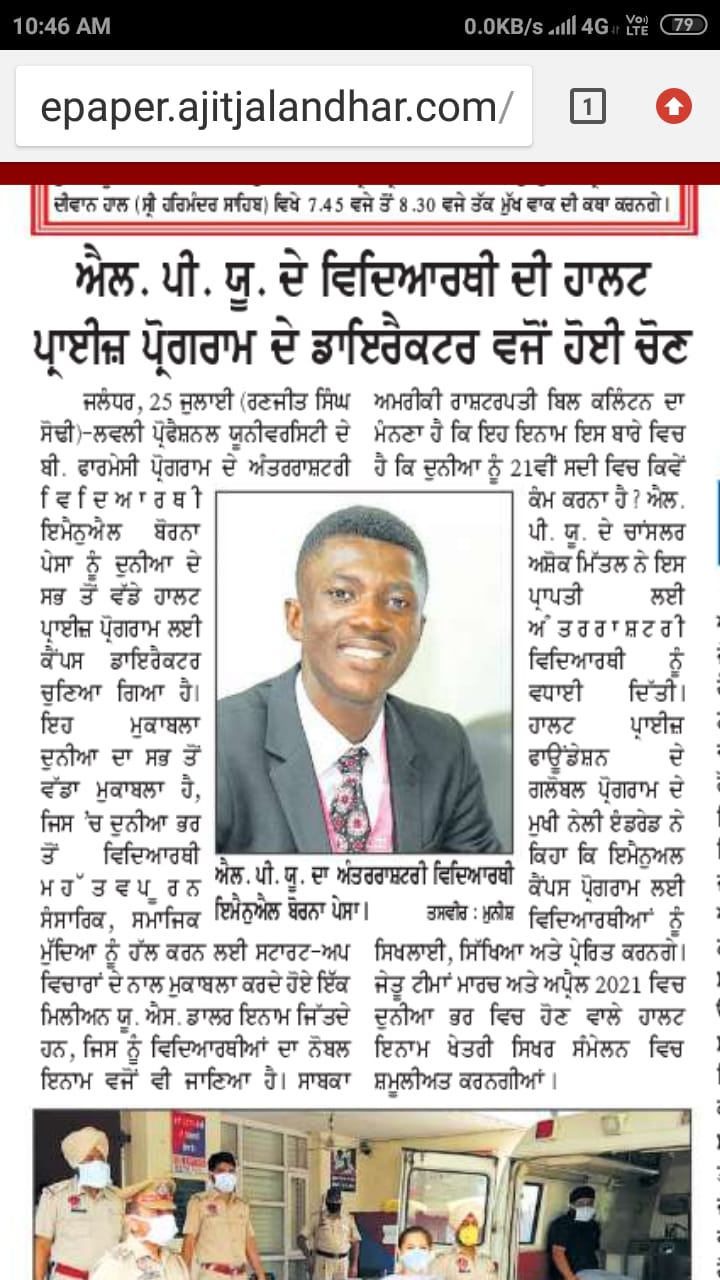 10:46 AM
0.0KB/s 4G Vo) LTE 79
epaper.ajitjalandhar.com/
1
ਦੀਵਾਨ ਹਾਲ (ਸ੍ਰੀ ਹਰਿਮੰਦਰ ਸਾਹਿਬ) ਵਿਖੇ 7.45 ਵਜੇ ਤੋਂ 8.30 ਵਜੇ ਤੱਕ ਮੁੱਖ ਵਾਕ ਦੀ ਕਥਾ ਕਰਨਗੇ।
ਐਲ. ਪੀ. ਯੂ. ਦੇ ਵਿਦਿਆਰਥੀ ਦੀ ਹਾਲਟ
ਪ੍ਰਾਈਜ਼ ਪ੍ਰੋਗਰਾਮ ਦੇ ਡਾਇਰੈਕਟਰ ਵਜੋਂ ਹੋਈ ਚੋਣ
ਜਲੰਧਰ, 25 ਜੁਲਾਈ (ਰਣਜੀਤ ਸਿੰਘ
ਸੋਢੀ)-ਲਵਲੀ ਪ੍ਰੋਫੈਸ਼ਨਲ ਯੂਨੀਵਰਸਿਟੀ ਦੇ
ਬੀ. ਫਾਰਮੇਸੀ ਪ੍ਰੋਗਰਾਮ ਦੇ ਅੰਤਰਰਾਸ਼ਟਰੀ
ਵਿਦਿਆਰਥੀ
ਇਮੈਨੁਐਲ ਬੋਰਨਾ
ਪੇਸਾ ਨੂੰ ਦੁਨੀਆ ਦੇ
ਸਭ ਤੋਂ ਵੱਡੇ ਹਾਲਟ
ਪ੍ਰਾਈਜ਼ ਪ੍ਰੋਗਰਾਮ ਲਈ
ਕੈਂਪਸ ਡਾਇਰੈਕਟਰ
ਚੁਣਿਆ ਗਿਆ ਹੈ।
ਇਹ ਮੁਕਾਬਲਾ
ਦੁਨੀਆ ਦਾ ਸਭ ਤੋਂ
ਵੱਡਾ ਮੁਕਾਬਲਾ ਹੈ,
ਜਿਸ 'ਚ ਦੁਨੀਆ ਭਰ
ਤੋਂ ਵਿਦਿਆਰਥੀ
ਮਹੱਤਵਪੂਰਨ
ਸੰਸਾਰਿਕ, ਸਮਾਜਿਕ
ਮੁੱਦਿਆ ਨੂੰ ਹੱਲ ਕਰਨ ਲਈ ਸਟਾਰਟ-ਅਪ
ਵਿਚਾਰਾਂ ਦੇ ਨਾਲ ਮੁਕਾਬਲਾ ਕਰਦੇ ਹੋਏ ਇੱਕ
ਮਿਲੀਅਨ ਯੂ. ਐਸ. ਡਾਲਰ ਇਨਾਮ ਜਿੱਤਦੇ
ਹਨ, ਜਿਸ ਨੂੰ ਵਿਦਿਆਰਥੀਆਂ ਦਾ ਨੋਬਲ
ਇਨਾਮ ਵਜੋਂ ਵੀ ਜਾਣਿਆ ਹੈ। ਸਾਬਕਾ
ਅਮਰੀਕੀ ਰਾਸ਼ਟਰਪਤੀ ਬਿਲ ਕਲਿੰਟਨ ਦਾ
ਮੰਨਣਾ ਹੈ ਕਿ ਇਹ ਇਨਾਮ ਇਸ ਬਾਰੇ ਵਿਚ
ਹੈ ਕਿ ਦੁਨੀਆ ਨੂੰ 21ਵੀਂ ਸਦੀ ਵਿਚ ਕਿਵੇਂ
ਕੰਮ ਕਰਨਾ ਹੈ? ਐਲ.
ਪੀ. ਯੂ. ਦੇ ਚਾਂਸਲਰ
ਅਸ਼ੋਕ ਮਿੱਤਲ ਨੇ ਇਸ
ਪ੍ਰਾਪਤੀ ਲਈ
ਅੰਤਰਰਾਸ਼ਟਰੀ
ਵਿਦਿਆਰਥੀ ਨੂੰ
ਵਧਾਈ ਦਿੱਤੀ।
ਹਾਲਟ ਪ੍ਰਾਈਜ਼
ਫਾਊਂਡੇਸ਼ਨ ਦੇ
ਗਲੋਬਲ ਪ੍ਰੋਗਰਾਮ ਦੇ
ਮੁਖੀ ਨੇਲੀ ਏਂਡਰੇਡ ਨੇ
ਕਿਹਾ ਕਿ ਇਮੈਨੁਅਲ
ਕੈਂਪਸ ਪ੍ਰੋਗਰਾਮ ਲਈ
ਵਿਦਿਆਰਥੀਆਂ ਨੂੰ
ਸਿਖਲਾਈ, ਸਿੱਖਿਆ ਅਤੇ ਪ੍ਰੇਰਿਤ ਕਰਨਗੇ।
ਜੇਤੂ ਟੀਮਾਂ ਮਾਰਚ ਅਤੇ ਅਪ੍ਰੈਲ 2021 ਵਿਚ
ਦੁਨੀਆ ਭਰ ਵਿਚ ਹੋਣ ਵਾਲੇ ਹਾਲਟ
ਇਨਾਮ ਖੇਤਰੀ ਸਿਖਰ ਸੰਮੇਲਨ ਵਿਚ
ਸ਼ਮੂਲੀਅਤ ਕਰਨਗੀਆਂ ।
ਐਲ. ਪੀ. ਯੂ. ਦਾ ਅੰਤਰਰਾਸ਼ਟਰੀ ਵਿਦਿਆਰਥੀ
ਇਮੈਨੁਐਲ ਬੋਰਨਾ ਪੇਸਾ। ਤਸਵੀਰ : ਮੁਨੀਸ਼